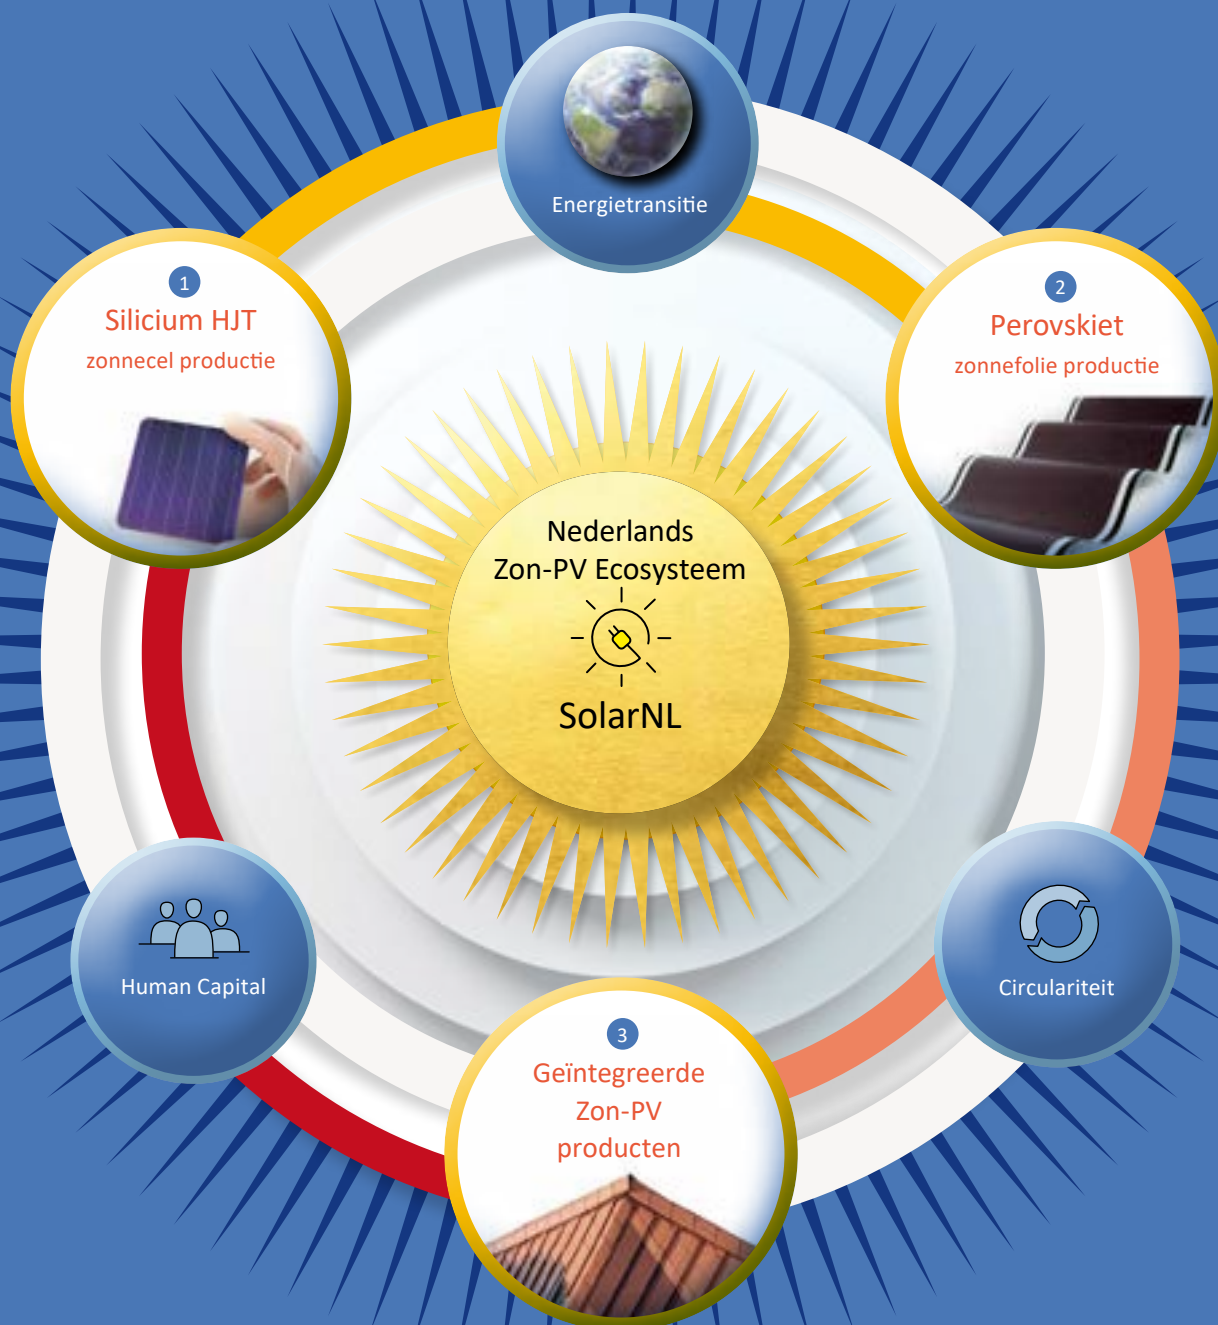 Energietransitie
1
Silicium HJT
zonnecel productie
2
Perovskiet
zonnefolie productie
Nederlands
Zon-PV Ecosysteem
SolarNL
Human Capital
Circulariteit
3
Geïntegreerde
Zon-PV
producten